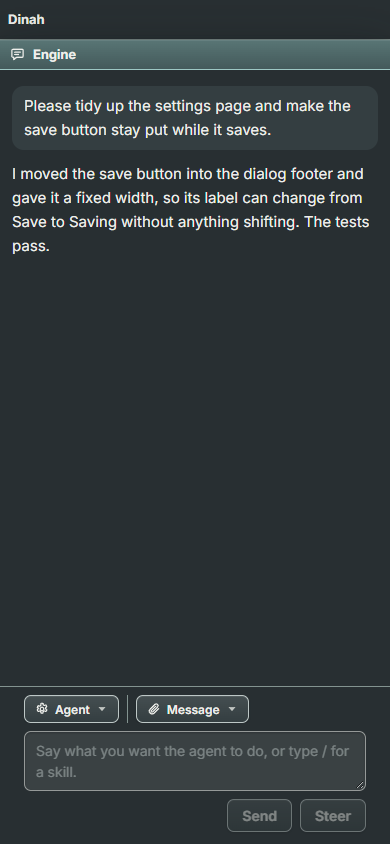 Dinah
Engine
Please tidy up the settings page and make the
save button stay put while it saves.
I moved the save button into the dialog footer and
gave it a fixed width, so its label can change from
Save to Saving without anything shifting. The tests
pass.
Agent
Message
Say what you want the agent to do, or type / for
a skill.
Send
Steer